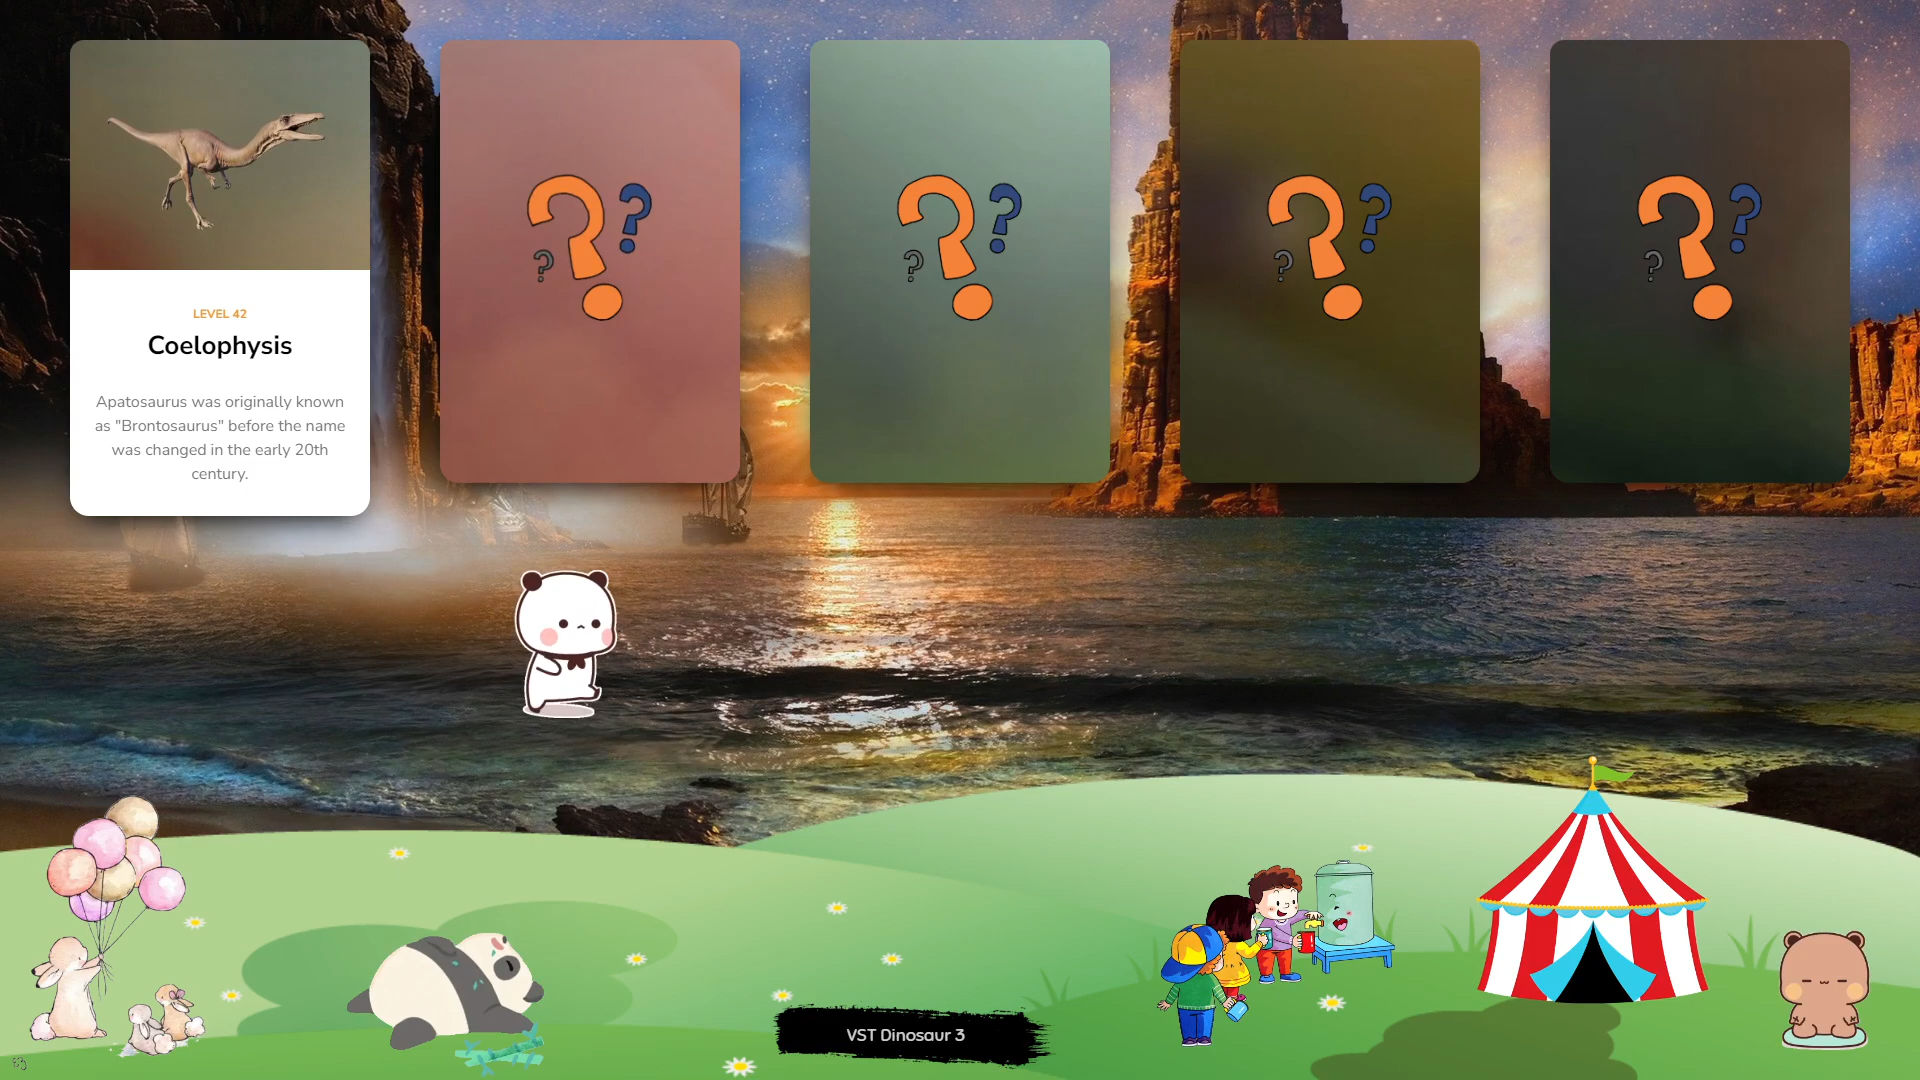 LEVEL 42
Coelophysis
Apatosaurus was originally known
as "Brontosaurus" before the name
was changed in the early 20th
century.
? ? ?
? ? ?
? ? ?
? ? ?
VST Dinosaur 3